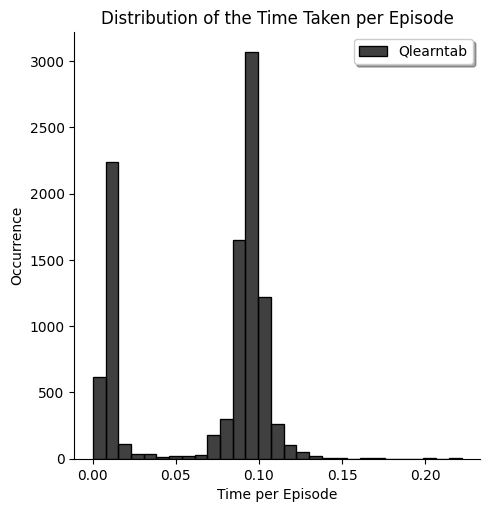 Distribution of the Time Taken per Episode
Qlearntab
3000
2500
2000
1500
1000
500
0
Occurrence
0.00 0.05 0.10 0.15 0.20
Time per Episode